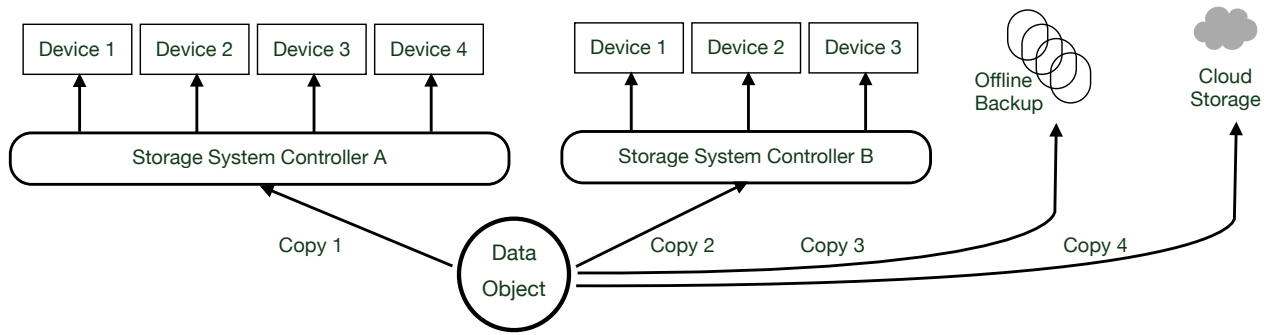 Device 1
Device 2
Device 3
Device 4
Device 1
Device 2
Device 3
Offline
Backup
Cloud
Storage
Storage System Controller A
Storage System Controller B
Copy 1
Data
Object
Copy 2
Copy 3
Copy 4